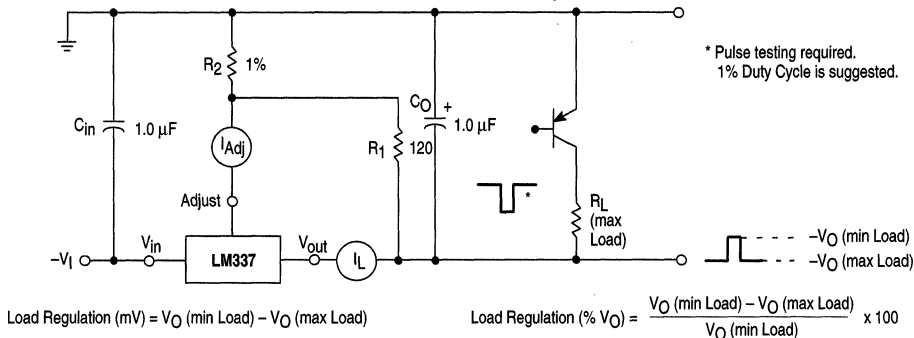 R2 1%
* Pulse testing required.
1% Duty Cycle is suggested.
Cin 1.0 µF
IAdj
R1 120
CO + 1.0 µF
Adjust
*
RL
(max
Load)
–VI
Vin
LM337
Vout
IL
–VO (min Load)
–VO (max Load)
Load Regulation (mV) = VO (min Load) – VO (max Load)
Load Regulation (% VO) = VO (min Load) – VO (max Load) / VO (min Load) x 100